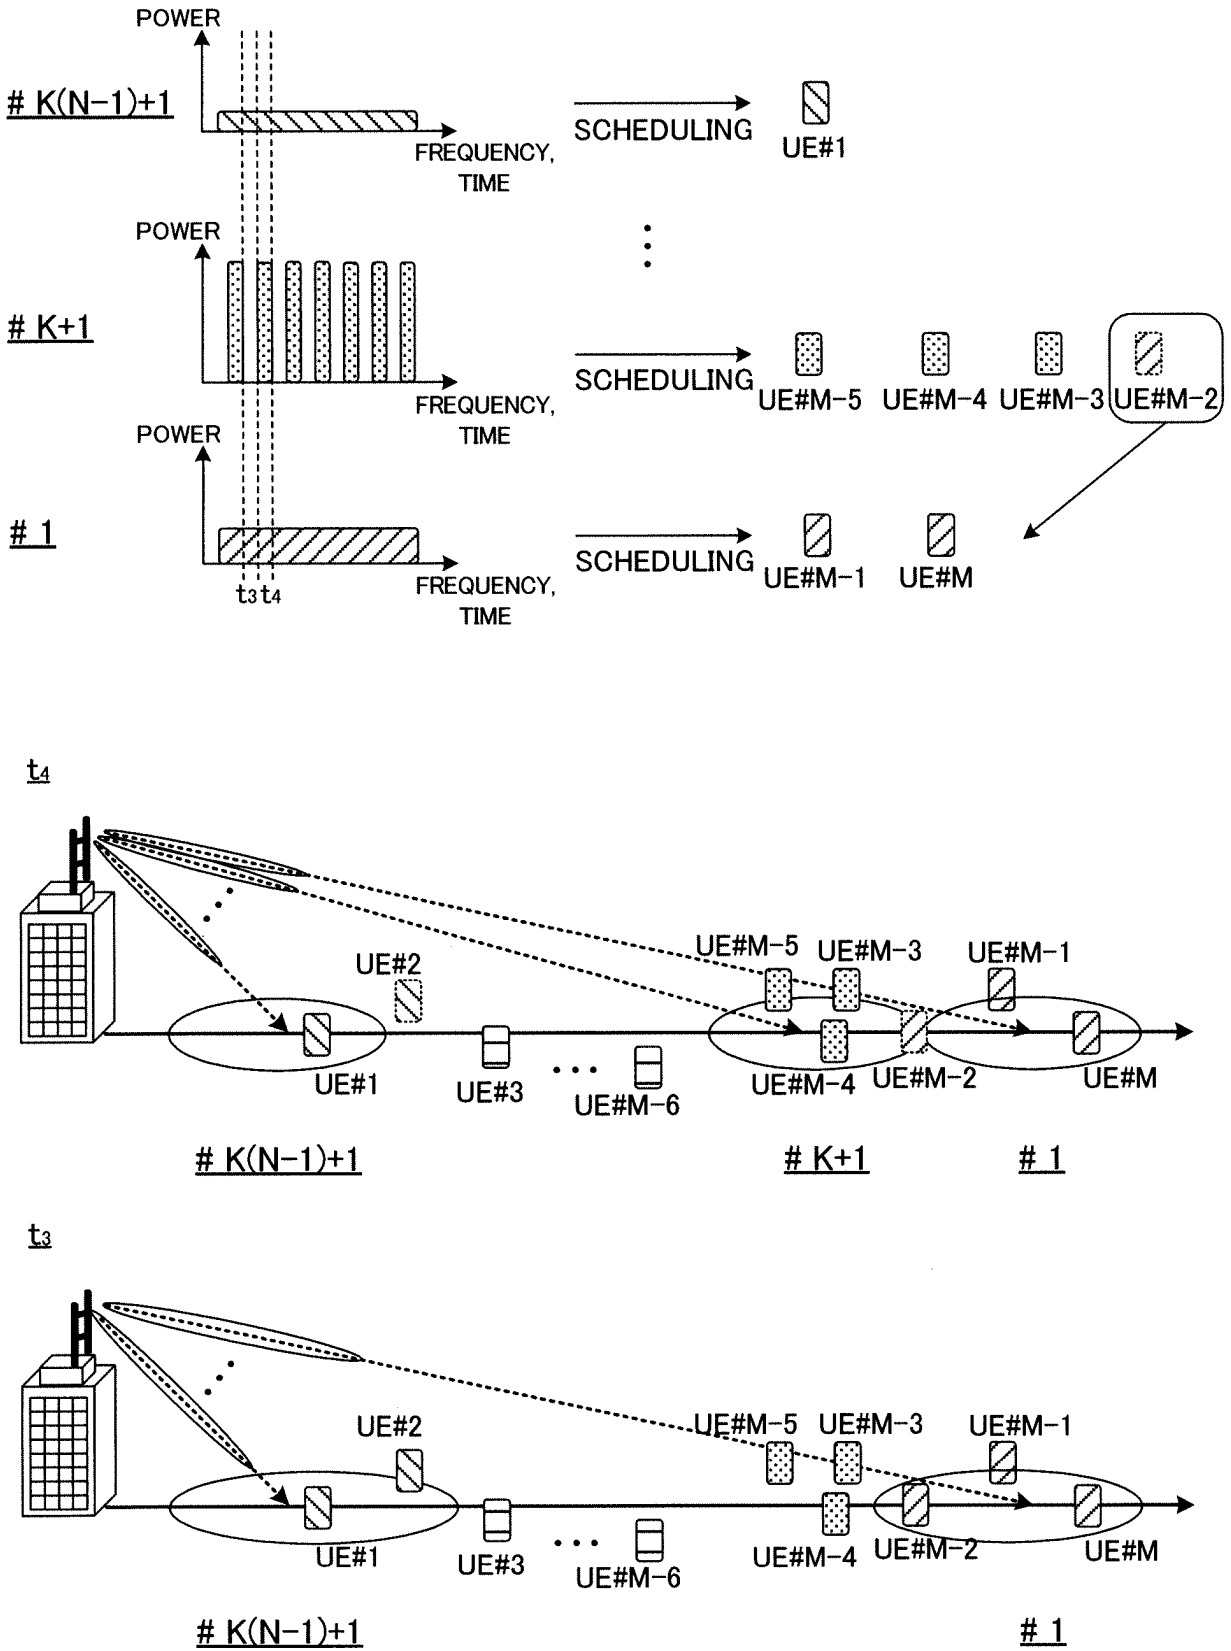 POWER
# K(N-1)+1
FREQUENCY,
TIME
SCHEDULING
UE#1
POWER
# K+1
FREQUENCY,
TIME
SCHEDULING
UE#M-5
UE#M-4
UE#M-3
UE#M-2
POWER
# 1
FREQUENCY,
TIME
SCHEDULING
UE#M-1
UE#M
t3
t4
t4
UE#M-5
UE#M-3
UE#M-1
UE#2
UE#1
UE#3
UE#M-6
UE#M-4
UE#M-2
UE#M
# K(N-1)+1
# K+1
# 1
t3
UE#2
UE#M-5
UE#M-3
UE#M-1
UE#1
UE#3
UE#M-6
UE#M-4
UE#M-2
UE#M
# K(N-1)+1
# 1